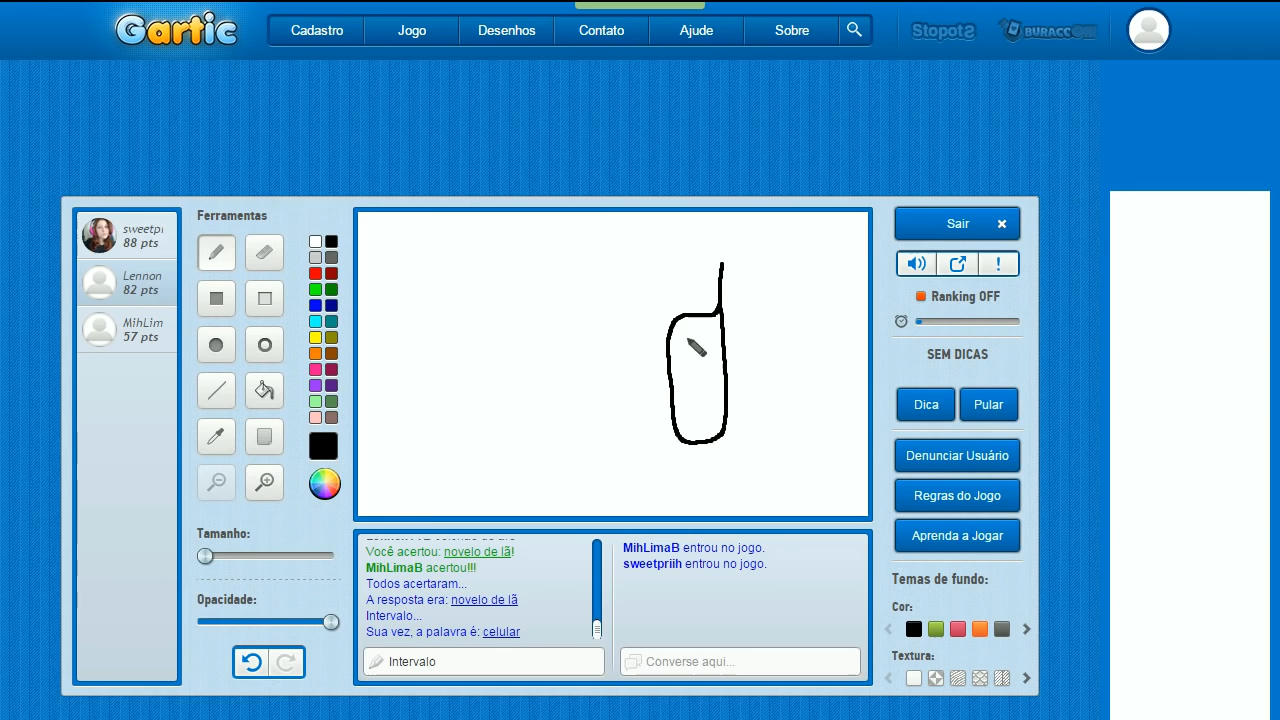 Gartic
Cadastro Jogo Desenhos Contato Ajude Sobre
StopotS
sweetpi
88 pts
Lennon
82 pts
MihLim
57 pts
Ferramentas
Tamanho:
Opacidade:
Você acertou: novelo de lã!
MihLimaB acertou!!!
Todos acertaram...
A resposta era: novelo de lã
Intervalo...
Sua vez, a palavra é: celular
Intervalo
MihLimaB entrou no jogo.
sweetpriih entrou no jogo.
Converse aqui...
Sair
Ranking OFF
SEM DICAS
Dica Pular
Denunciar Usuário
Regras do Jogo
Aprenda a Jogar
Temas de fundo:
Cor:
Textura: